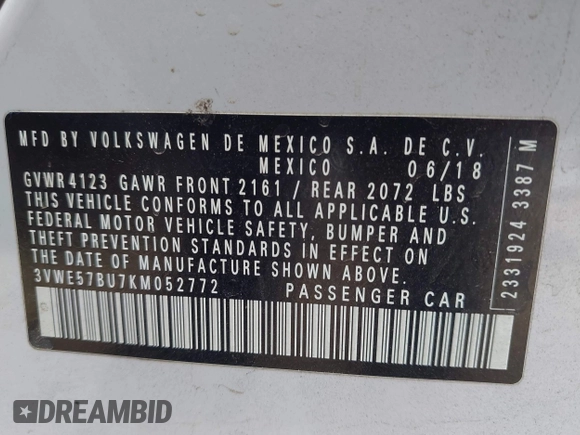 MFD BY VOLKSWAGEN DE MEXICO S.A. DE C.V.
MEXICO 06/18
GVWR4123 GAWR FRONT 2161 / REAR 2072 LBS
THIS VEHICLE CONFORMS TO ALL APPLICABLE U.S.
FEDERAL MOTOR VEHICLE SAFETY, BUMPER AND
THEFT PREVENTION STANDARDS IN EFFECT ON
THE DATE OF MANUFACTURE SHOWN ABOVE.
3VWE57BU7KM052772 PASSENGER CAR
2331924 3387 M
DREAMBID